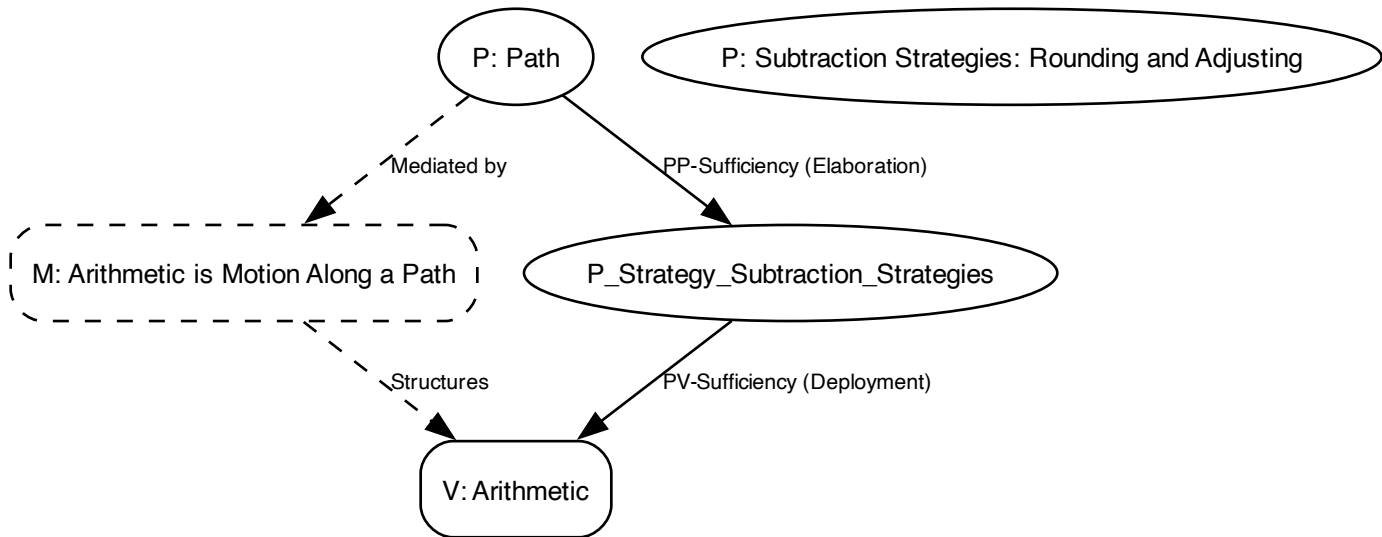 P: Path
P: Subtraction Strategies: Rounding and Adjusting
Mediated by
PP-Sufficiency (Elaboration)
M: Arithmetic is Motion Along a Path
P_Strategy_Subtraction_Strategies
Structures
PV-Sufficiency (Deployment)
V: Arithmetic